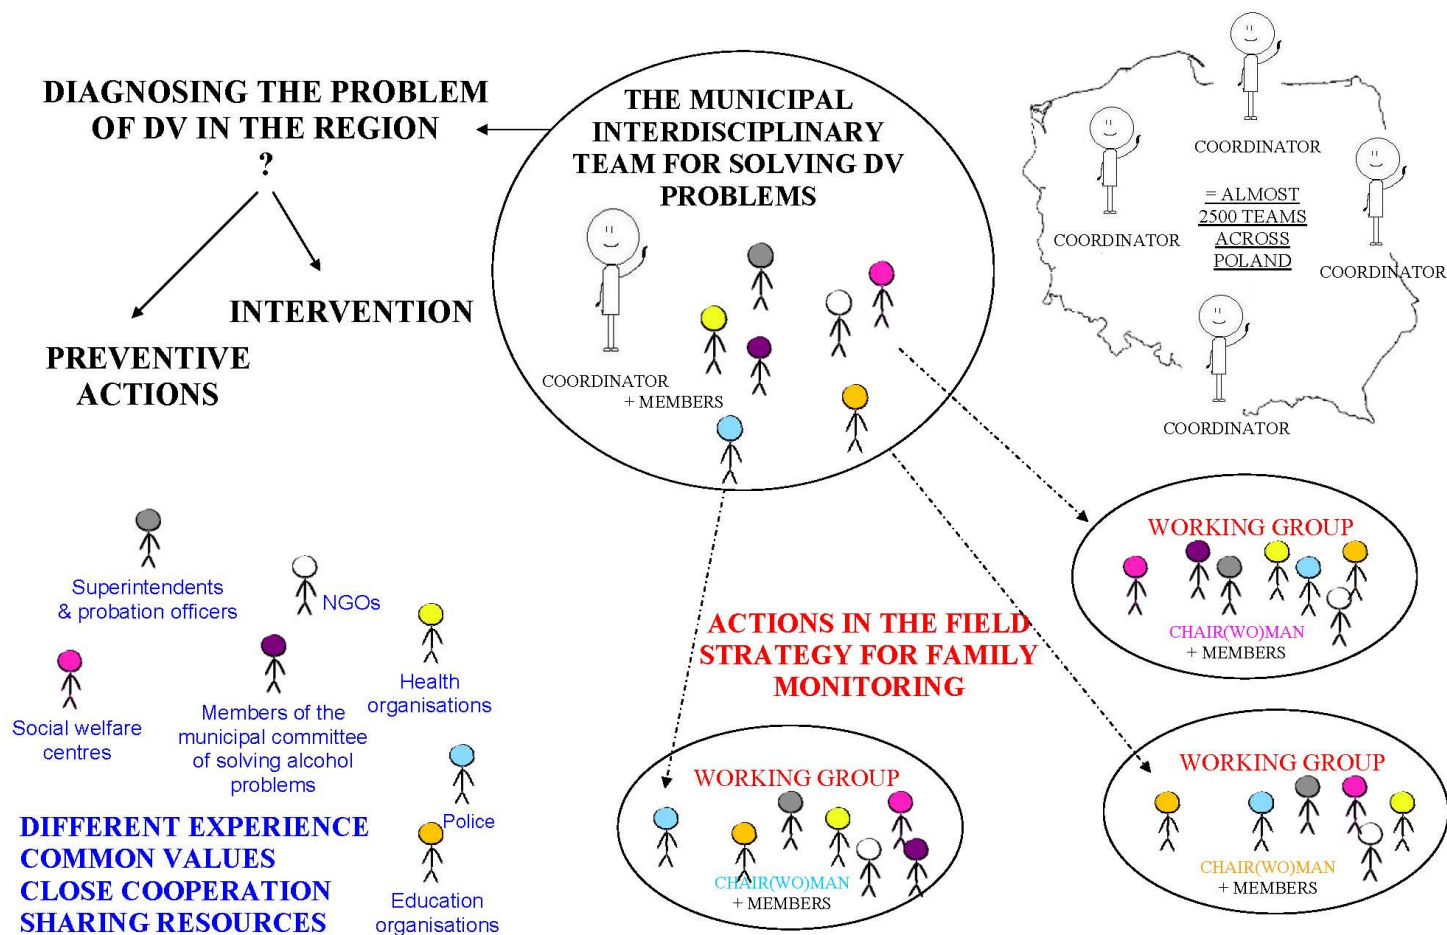 DIAGNOSING THE PROBLEM
OF DV IN THE REGION
?
INTERVENTION
PREVENTIVE
ACTIONS
THE MUNICIPAL
INTERDISCIPLINARY
TEAM FOR SOLVING DV
PROBLEMS
COORDINATOR
+ MEMBERS
COORDINATOR
COORDINATOR
COORDINATOR
COORDINATOR
= ALMOST
2500 TEAMS
ACROSS
POLAND
Superintendents
& probation officers
NGOs
Health
organisations
Social welfare
centres
Members of the
municipal committee
of solving alcohol
problems
Police
Education
organisations
DIFFERENT EXPERIENCE
COMMON VALUES
CLOSE COOPERATION
SHARING RESOURCES
ACTIONS IN THE FIELD
STRATEGY FOR FAMILY
MONITORING
WORKING GROUP
CHAIR(WO)MAN
+ MEMBERS
WORKING GROUP
CHAIR(WO)MAN
+ MEMBERS
WORKING GROUP
CHAIR(WO)MAN
+ MEMBERS